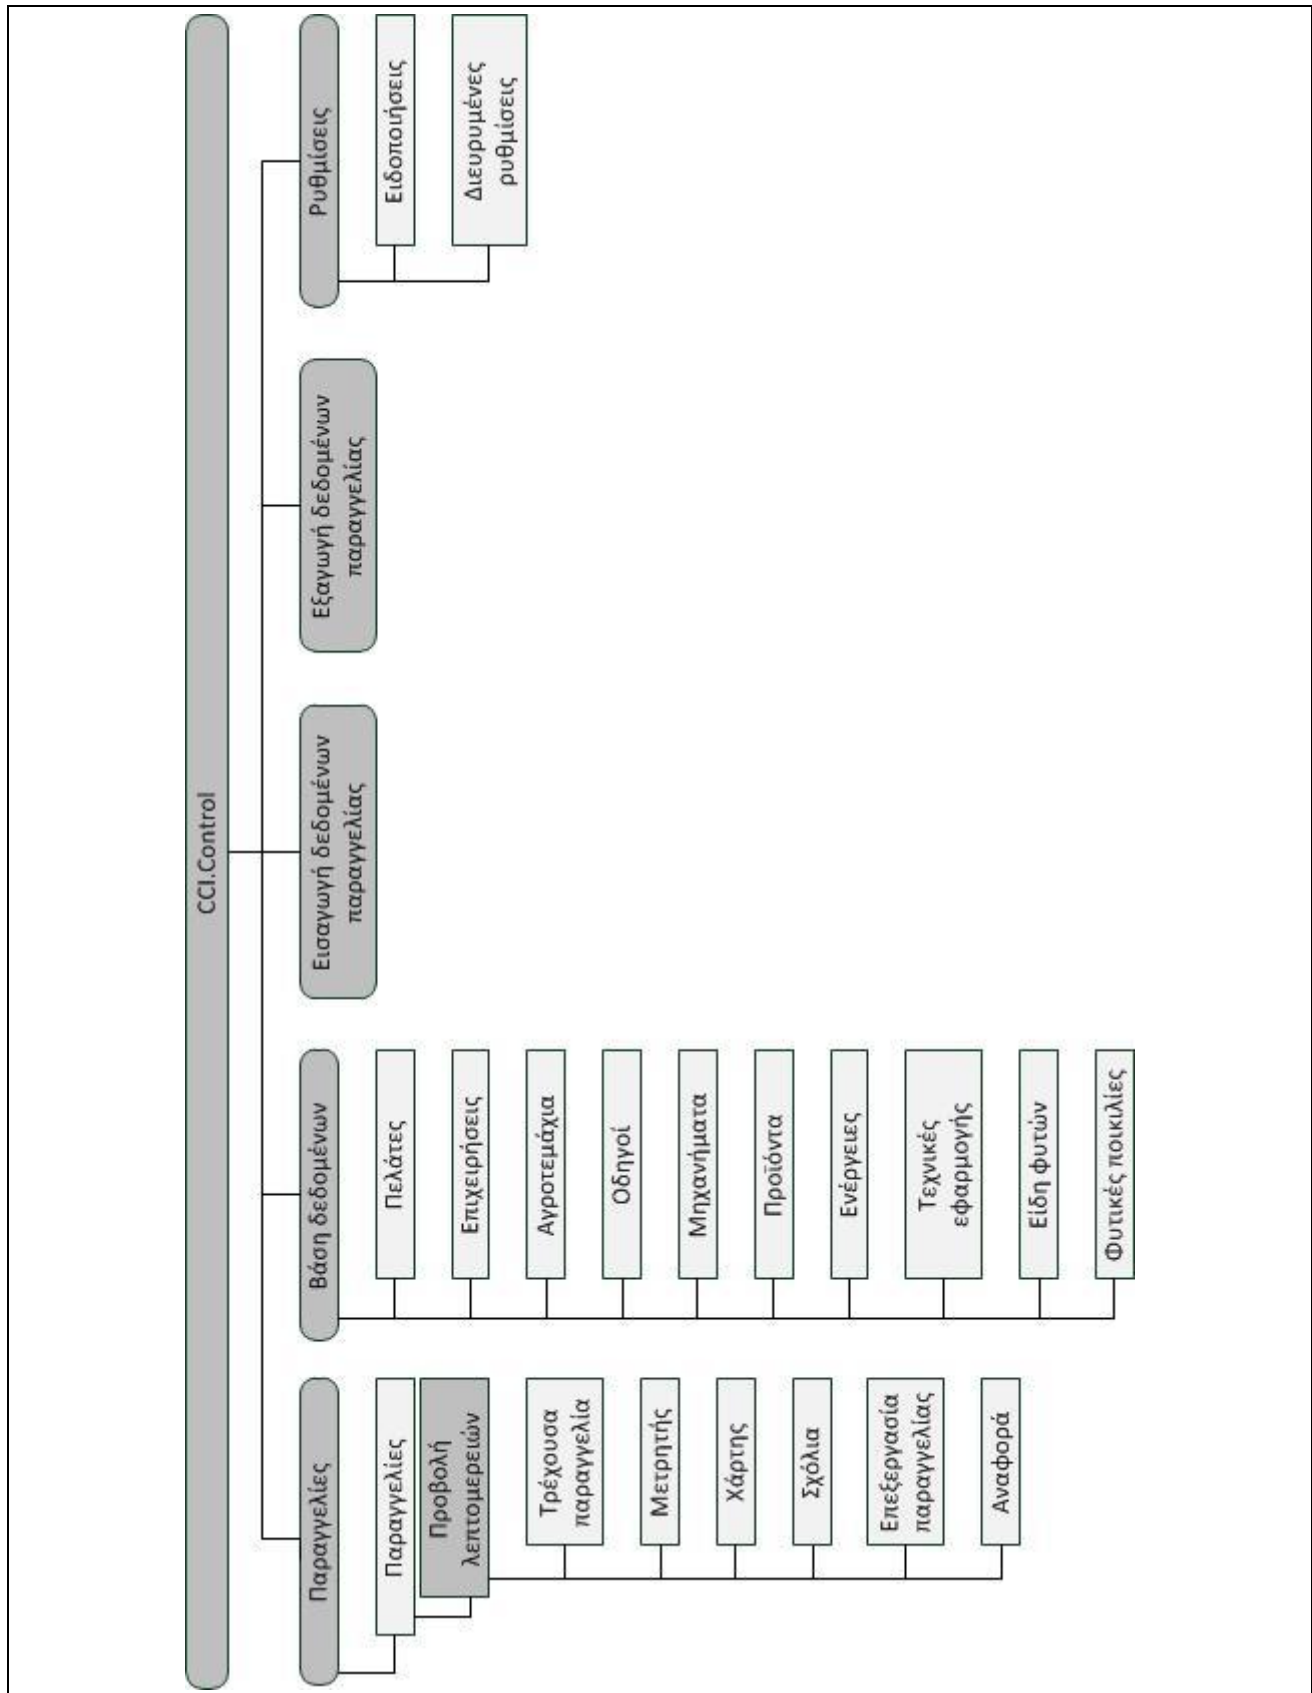 CCI.Control
Παραγγελίες
Παραγγελίες
Προβολή
λεπτομερειών
Τρέχουσα
παραγγελία
Μετρητής
Χάρτης
Σχόλια
Επεξεργασία
παραγγελίας
Αναφορά
Βάση δεδομένων
Πελάτες
Επιχειρήσεις
Αγροτεμάχια
Οδηγοί
Μηχανήματα
Προϊόντα
Ενέργειες
Τεχνικές
εφαρμογής
Είδη φυτών
Φυτικές ποικιλίες
Εισαγωγή δεδομένων
παραγγελίας
Εξαγωγή δεδομένων
παραγγελίας
Ρυθμίσεις
Ειδοποιήσεις
Διευρυμένες
ρυθμίσεις